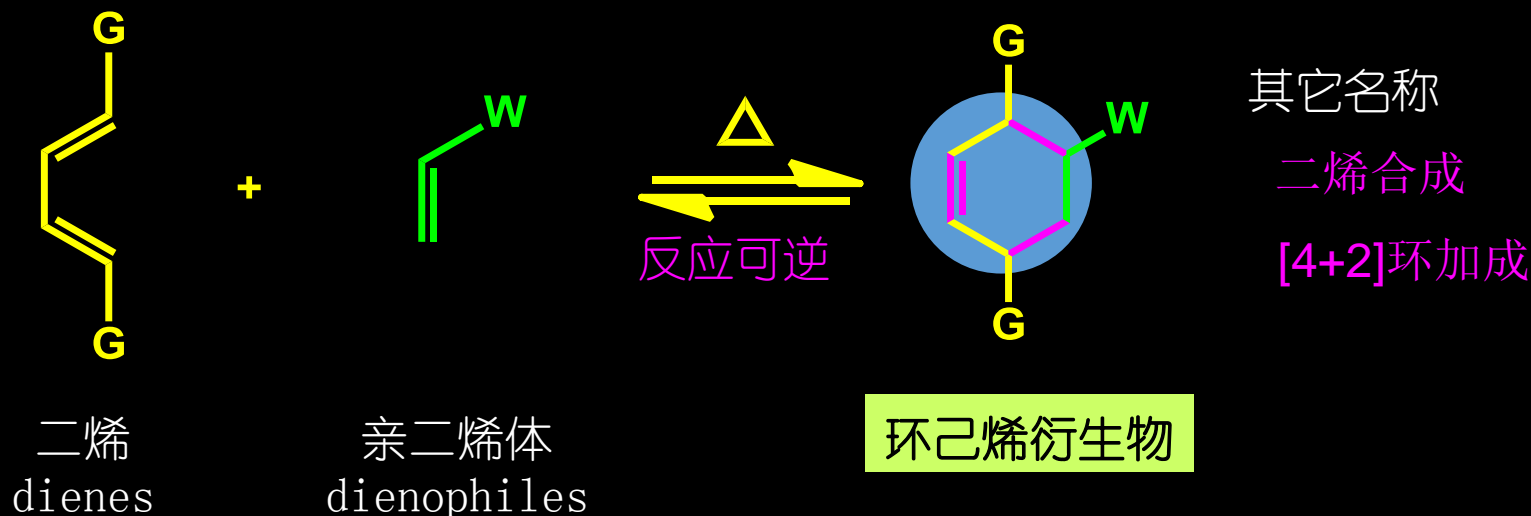 G
G
+
W
△
反应可逆
G
W
G
其它名称
二烯合成
[4+2]环加成
二烯
dienes
亲二烯体
dienophiles
环己烯衍生物